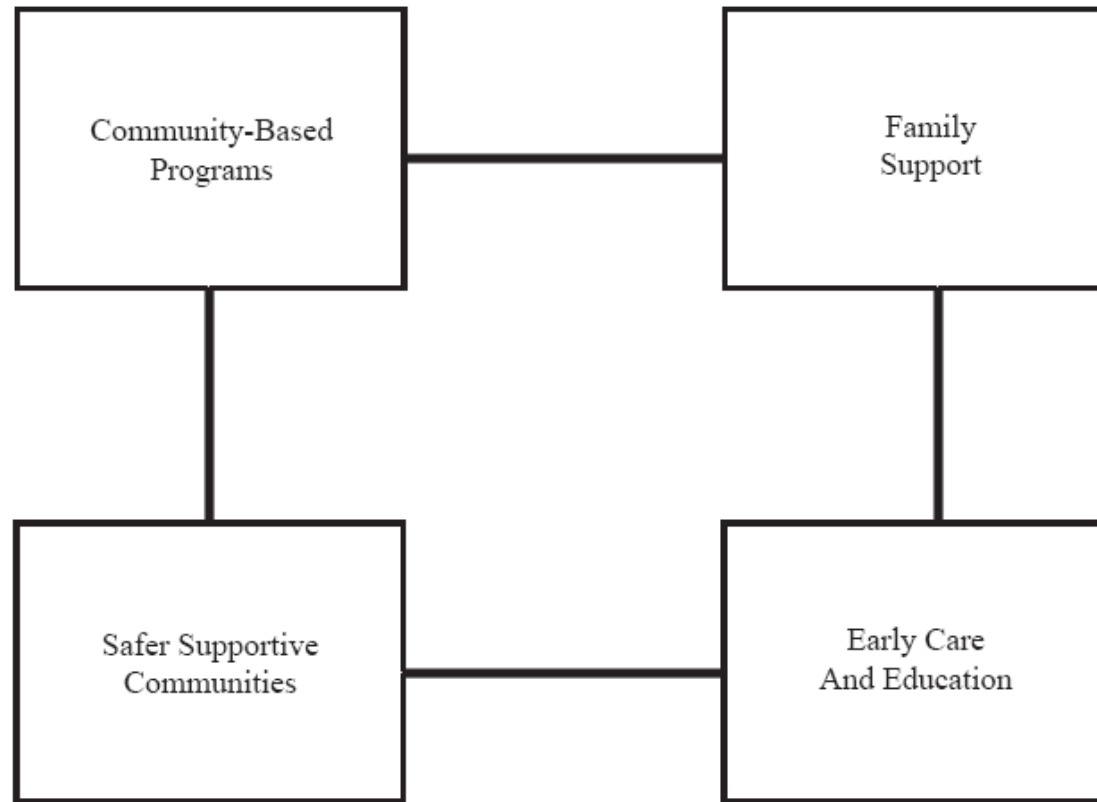 Community-Based
Programs
Family
Support
Safer Supportive
Communities
Early Care
And Education